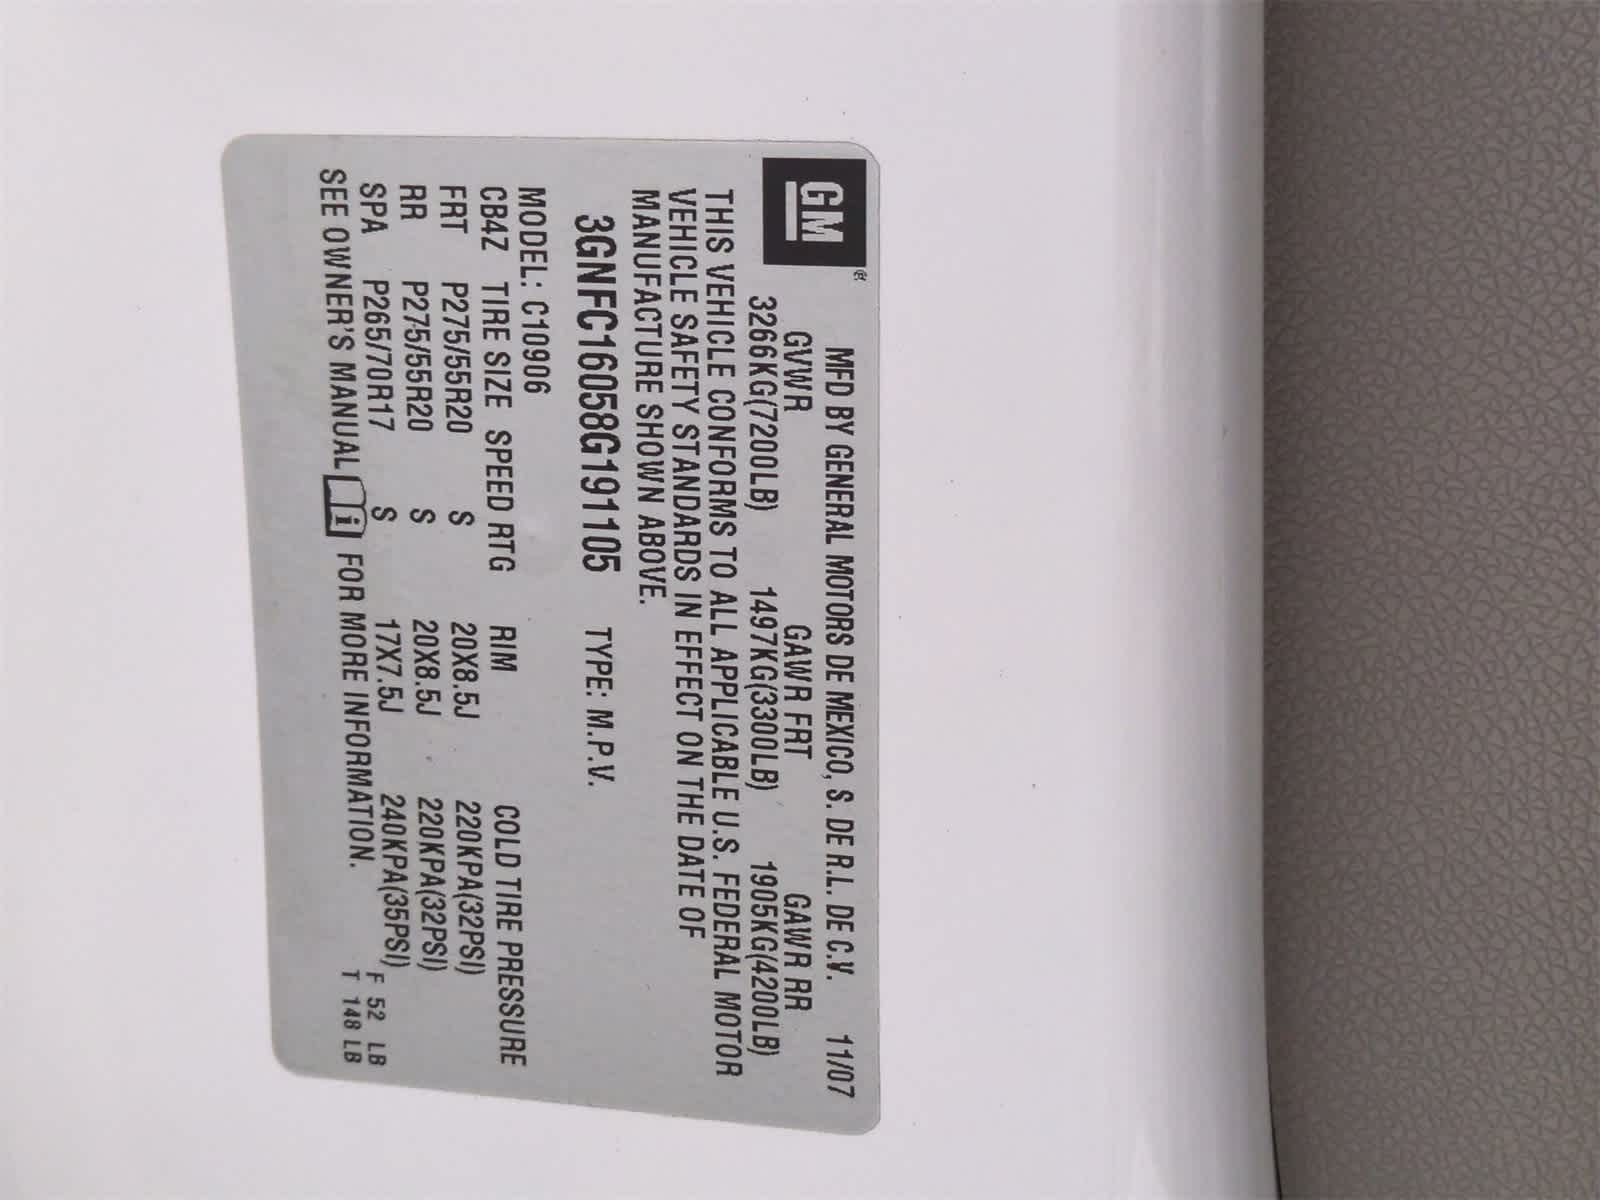 GM®
MFD BY GENERAL MOTORS DE MEXICO, S. DE R.L. DE C.V. 11/07
GVWR GAWR FRT GAWR RR
3266KG(7200LB) 1497KG(3300LB) 1905KG(4200LB)
THIS VEHICLE CONFORMS TO ALL APPLICABLE U.S. FEDERAL MOTOR
VEHICLE SAFETY STANDARDS IN EFFECT ON THE DATE OF
MANUFACTURE SHOWN ABOVE.
3GNFC16058G191105 TYPE: M.P.V.
MODEL: C10906
CB4Z TIRE SIZE SPEED RTG RIM COLD TIRE PRESSURE
FRT P275/55R20 S 20X8.5J 220KPA(32PSI)
RR P275/55R20 S 20X8.5J 220KPA(32PSI)
SPA P265/70R17 S 17X7.5J 240KPA(35PSI) F 52 LB
SEE OWNER'S MANUAL i FOR MORE INFORMATION. T 148 LB